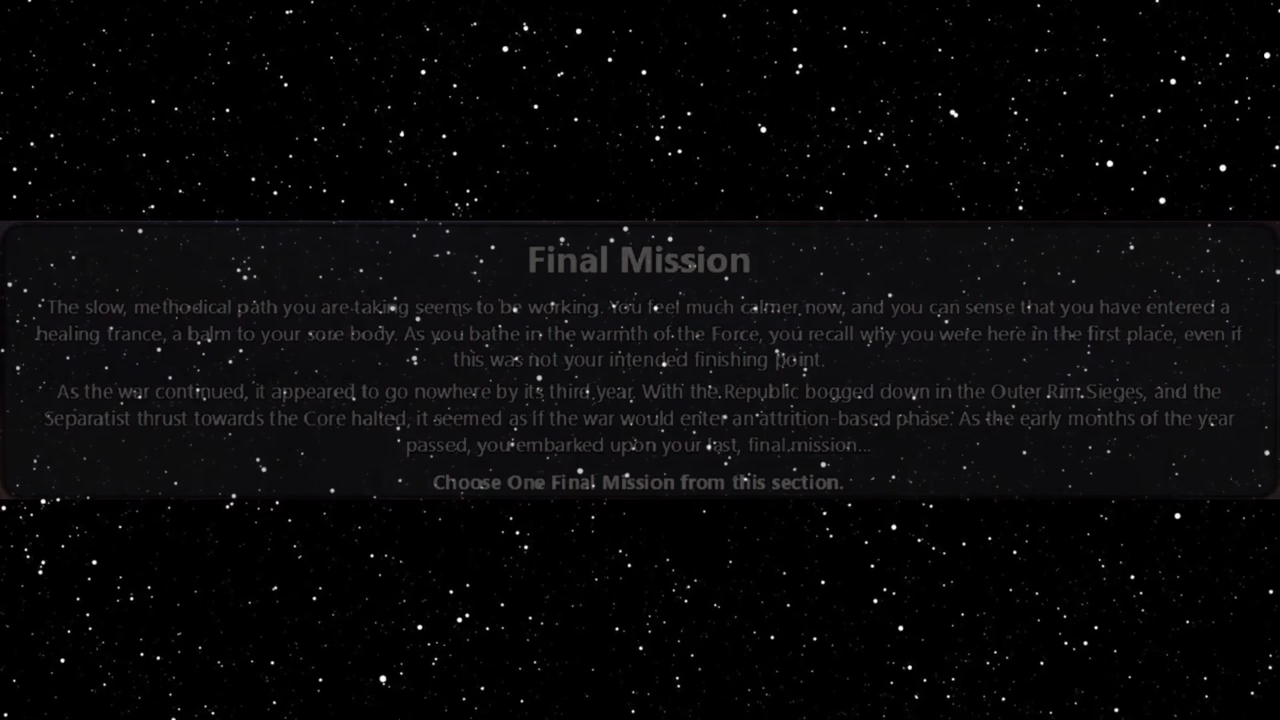 Final Mission
The slow, methodical path you are taking seems to be working. You feel much calmer now, and you can sense that you have entered a
healing trance, a balm to your sore body. As you bathe in the warmth of the Force, you recall why you were here in the first place, even if
this was not your intended finishing point.
As the war continued, it appeared to go nowhere by its third year. With the Republic bogged down in the Outer Rim Sieges, and the
Separatist thrust towards the Core halted, it seemed as if the war would enter an attrition-based phase. As the early months of the year
passed, you embarked upon your last, final mission...
Choose One Final Mission from this section.